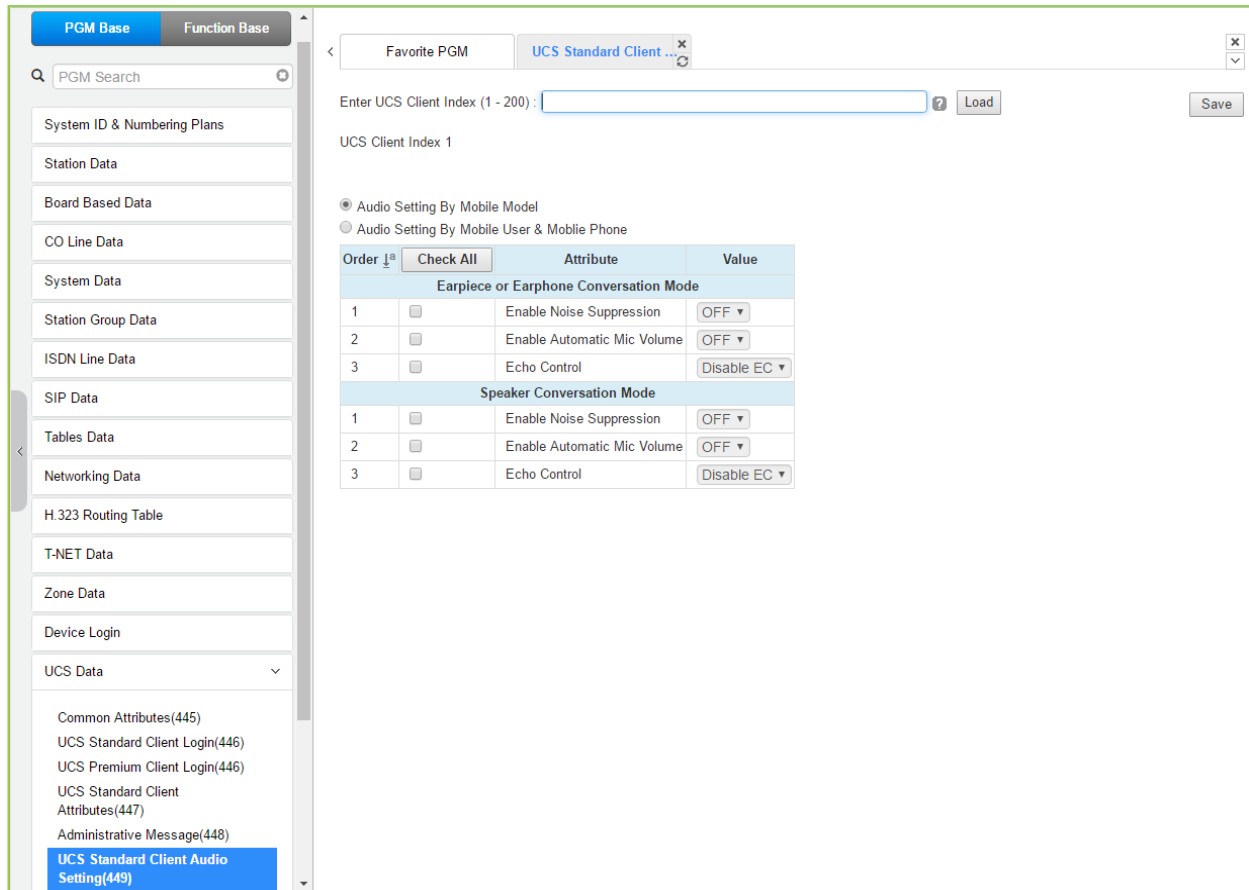 PGM Base
Function Base
PGM Search
System ID & Numbering Plans
Station Data
Board Based Data
CO Line Data
System Data
Station Group Data
ISDN Line Data
SIP Data
Tables Data
Networking Data
H.323 Routing Table
T-NET Data
Zone Data
Device Login
UCS Data
Common Attributes(445)
UCS Standard Client Login(446)
UCS Premium Client Login(446)
UCS Standard Client
Attributes(447)
Administrative Message(448)
UCS Standard Client Audio
Setting(449)
Favorite PGM
UCS Standard Client ...
Enter UCS Client Index (1 - 200) :
Load
Save
UCS Client Index 1
Audio Setting By Mobile Model
Audio Setting By Mobile User & Moblie Phone
Order Check All Attribute Value
Earpiece or Earphone Conversation Mode
1 Enable Noise Suppression OFF
2 Enable Automatic Mic Volume OFF
3 Echo Control Disable EC
Speaker Conversation Mode
1 Enable Noise Suppression OFF
2 Enable Automatic Mic Volume OFF
3 Echo Control Disable EC